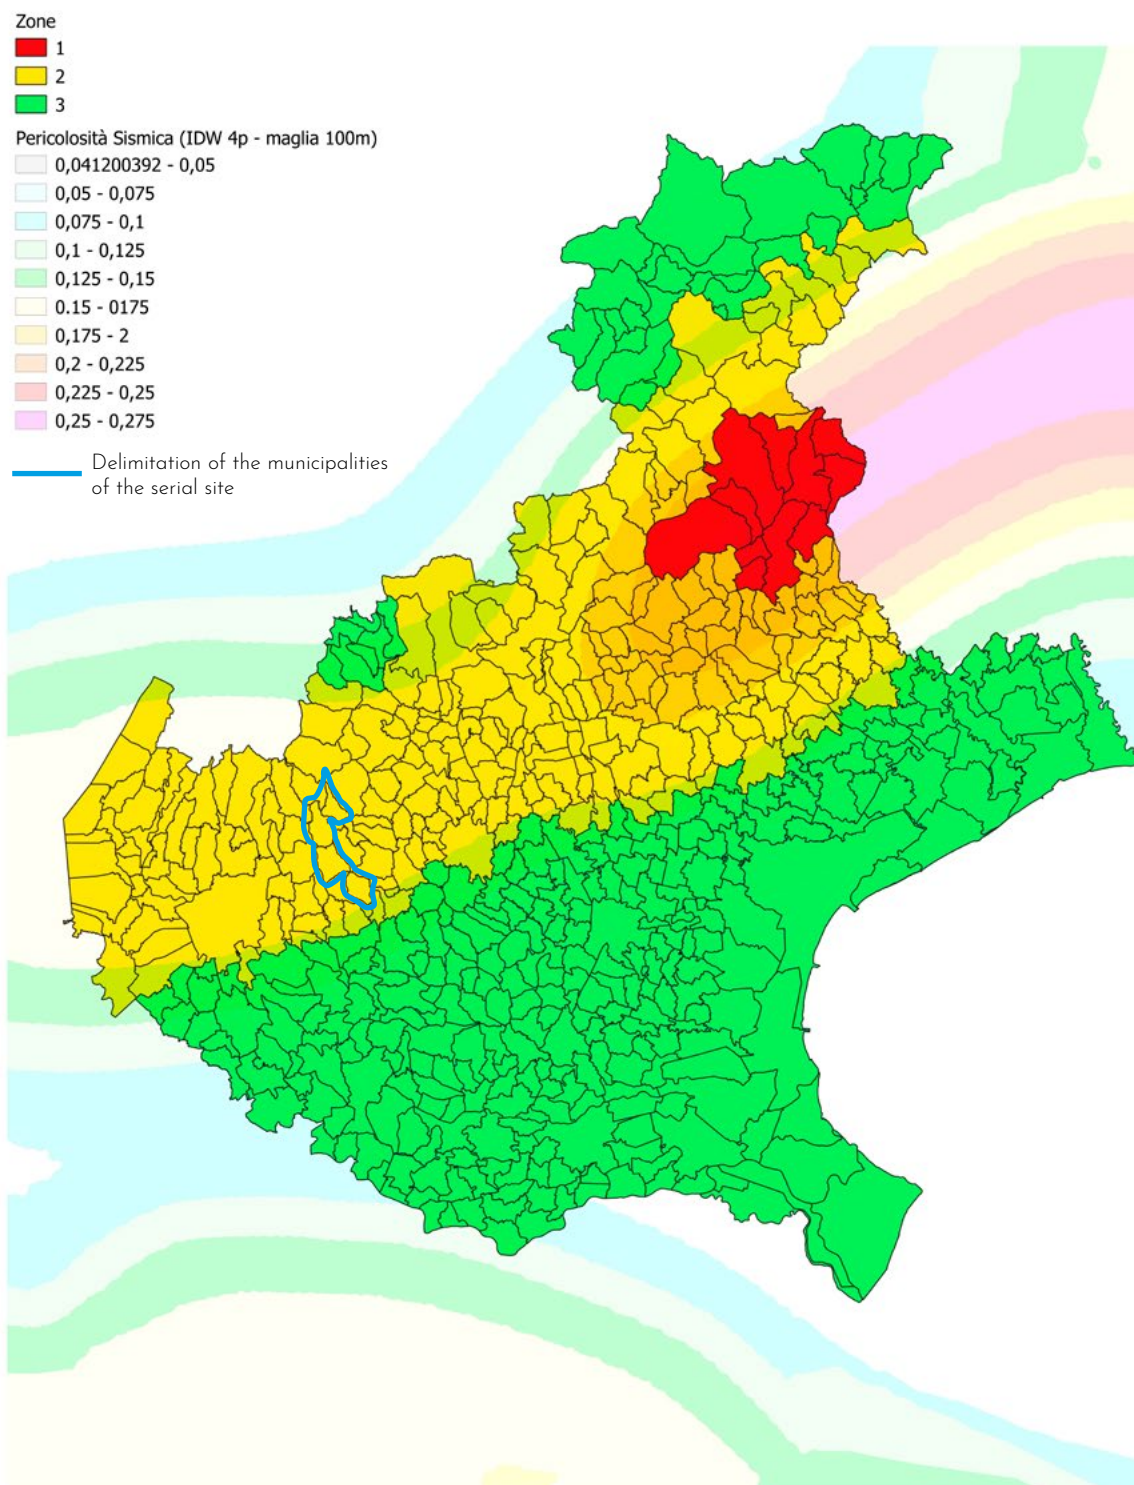 Zone
1
2
3
Pericolosità Sismica (IDW 4p - maglia 100m)
0,041200392 - 0,05
0,05 - 0,075
0,075 - 0,1
0,1 - 0,125
0,125 - 0,15
0.15 - 0175
0,175 - 2
0,2 - 0,225
0,225 - 0,25
0,25 - 0,275
Delimitation of the municipalities
of the serial site